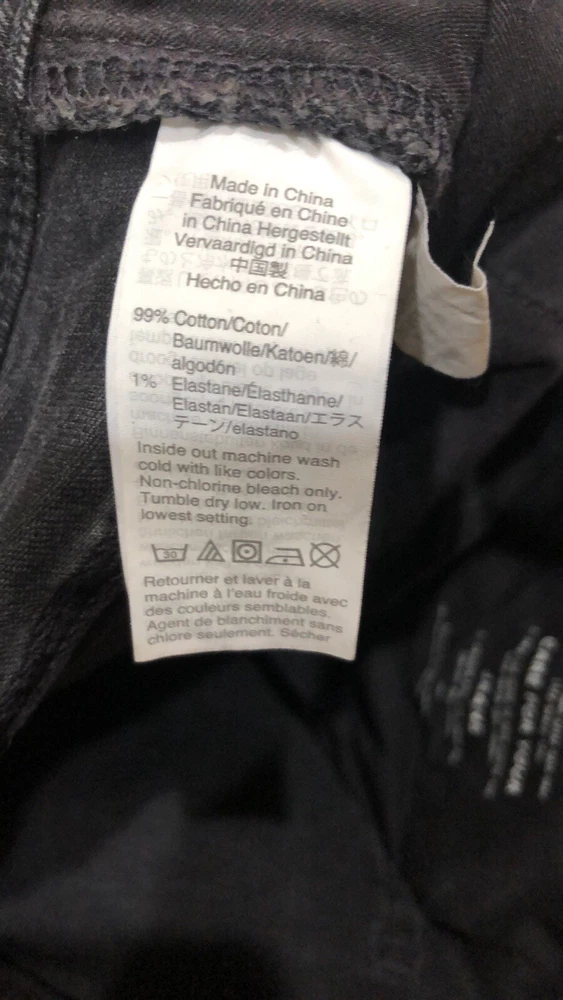 Made in China
Fabriqué en Chine
in China Hergestellt
Vervaardigd in China
中国製
Hecho en China
99% Cotton/Coton/
Baumwolle/Katoen/綿/
algodón
1% Elastane/Élasthanne/
Elastan/Elastaan/エラス
テーン/elastano
Inside out machine wash
cold with like colors.
Non-chlorine bleach only.
Tumble dry low. Iron on
lowest setting.
30
Retourner et laver à la
machine à l'eau froide avec
des couleurs semblables.
Agent de blanchiment sans
chlore seulement. Sécher